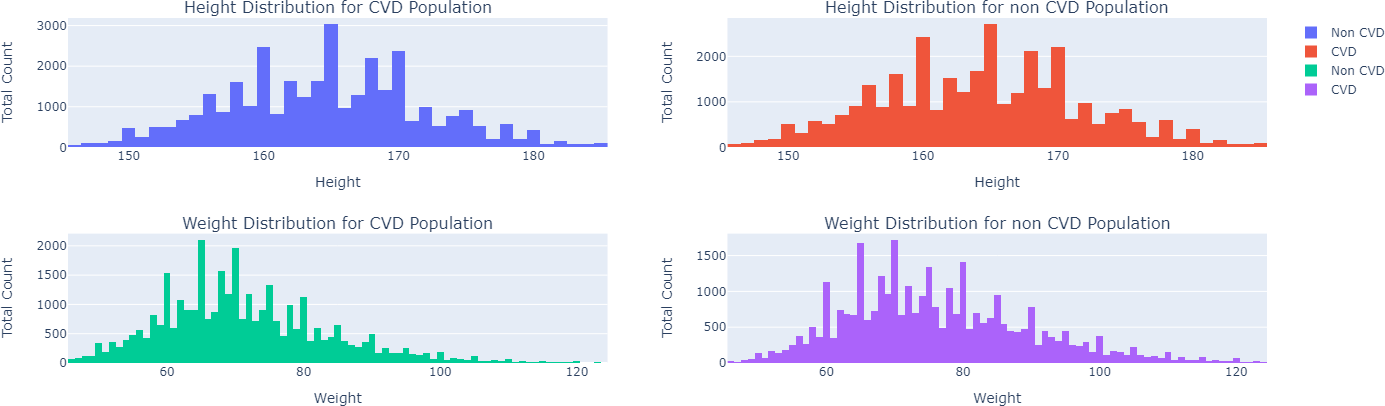 Height Distribution for CVD Population
Height Distribution for non CVD Population
Total Count
3000
2000
1000
0
150 160 170 180
Height
Total Count
2000
1000
0
150 160 170 180
Height
Non CVD
CVD
Non CVD
CVD
Weight Distribution for CVD Population
Weight Distribution for non CVD Population
Total Count
2000
1500
1000
500
0
60 80 100 120
Weight
Total Count
1500
1000
500
0
60 80 100 120
Weight